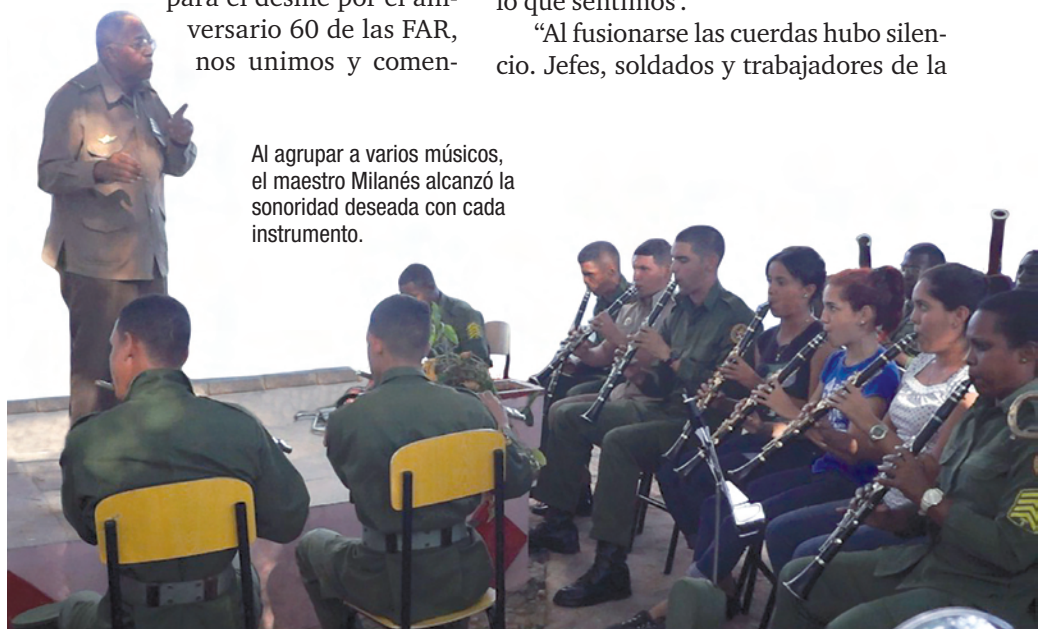 para el desfile por el ani-
versario 60 de las FAR,
nos unimos y comen-
lo que sentimos’.
“Al fusionarse las cuerdas hubo silen-
cio. Jefes, soldados y trabajadores de la
Al agrupar a varios músicos,
el maestro Milanés alcanzó la
sonoridad deseada con cada
instrumento.